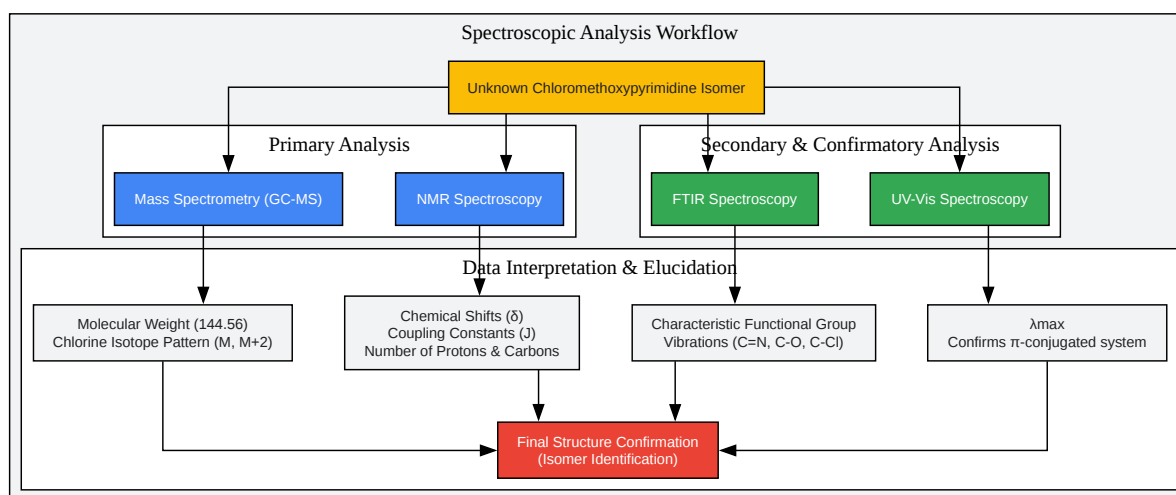 Spectroscopic Analysis Workflow
Unknown Chloromethoxypyrimidine Isomer
Primary Analysis
Secondary & Confirmatory Analysis
Mass Spectrometry (GC-MS)
NMR Spectroscopy
FTIR Spectroscopy
UV-Vis Spectroscopy
Data Interpretation & Elucidation
Molecular Weight (144.56)
Chlorine Isotope Pattern (M, M+2)
Chemical Shifts (δ)
Coupling Constants (J)
Number of Protons & Carbons
Characteristic Functional Group
Vibrations (C=N, C-O, C-Cl)
λmax
Confirms π-conjugated system
Final Structure Confirmation
(Isomer Identification)